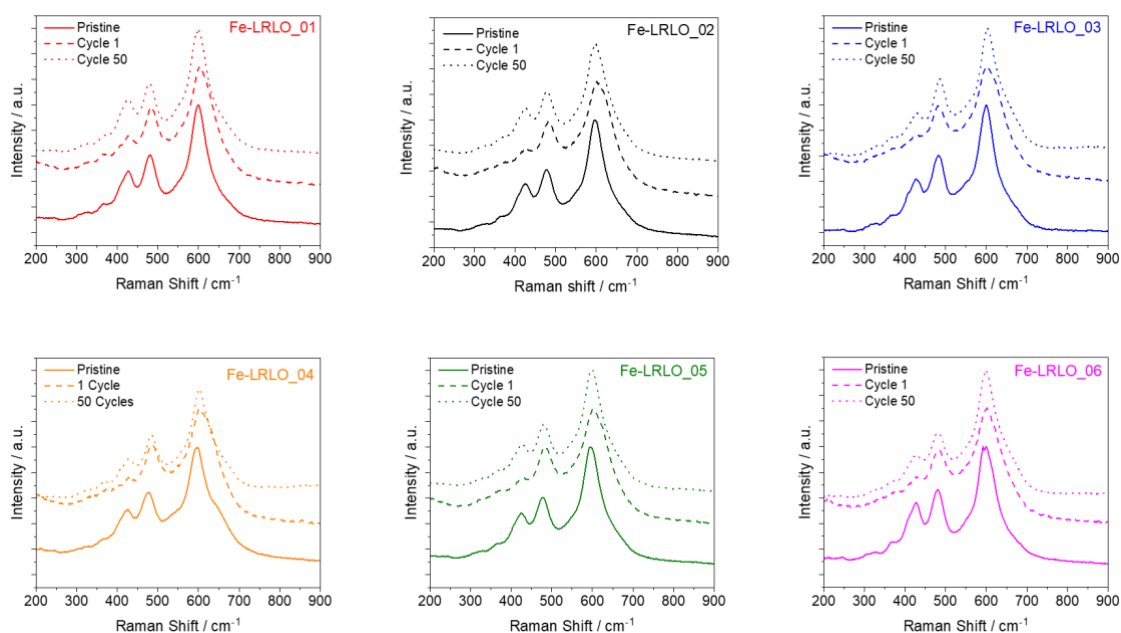 Pristine
Cycle 1
Cycle 50
Fe-LRLO_01
Intensity / a.u.
200 300 400 500 600 700 800 900
Raman Shift / cm-1
Pristine
Cycle 1
Cycle 50
Fe-LRLO_02
Intensity / a.u.
200 300 400 500 600 700 800 900
Raman shift / cm-1
Pristine
Cycle 1
Cycle 50
Fe-LRLO_03
Intensity / a.u.
200 300 400 500 600 700 800 900
Raman Shift / cm-1
Pristine
1 Cycle
50 Cycles
Fe-LRLO_04
Intensity / a.u.
200 300 400 500 600 700 800 900
Raman Shift / cm-1
Pristine
Cycle 1
Cycle 50
Fe-LRLO_05
Intensity / a.u.
200 300 400 500 600 700 800 900
Raman Shift / cm-1
Pristine
Cycle 1
Cycle 50
Fe-LRLO_06
Intensity / a.u.
200 300 400 500 600 700 800 900
Raman Shift / cm-1